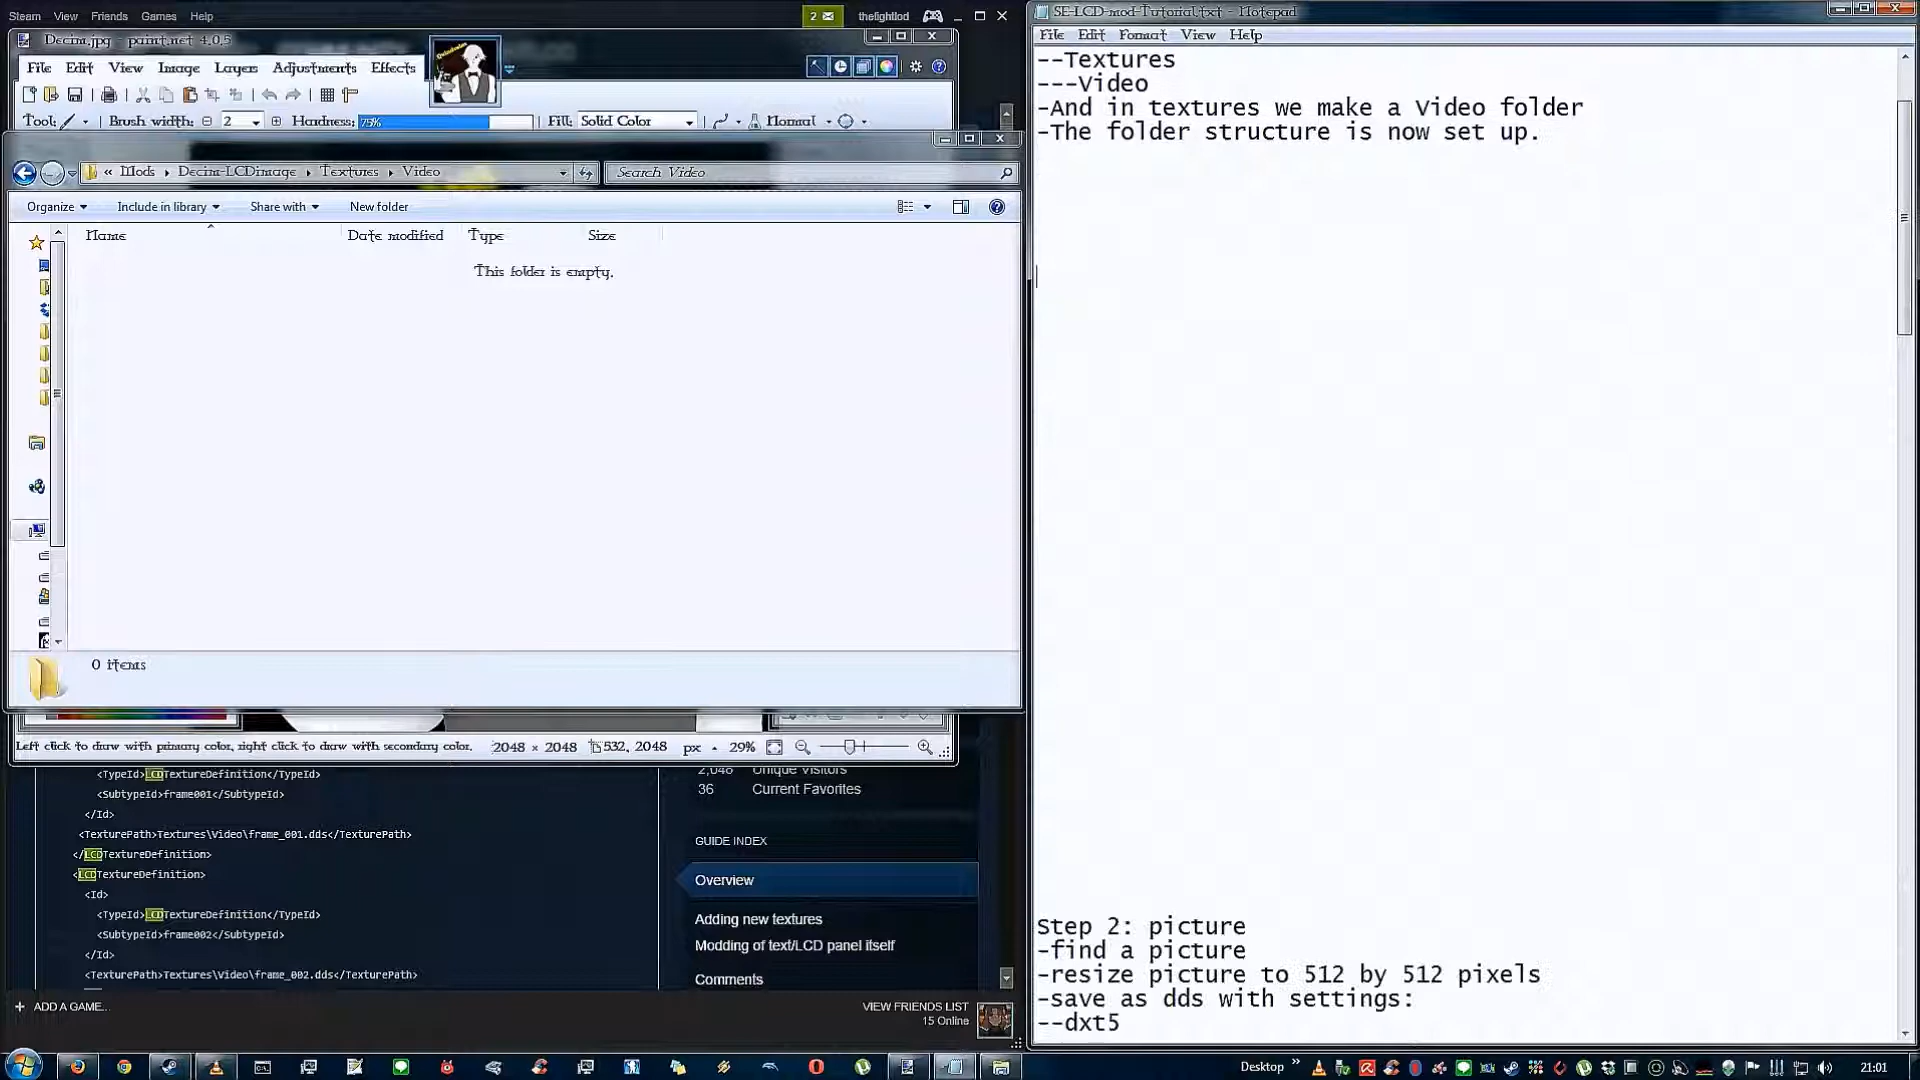 Steam View Friends Games Help
2
thelightlod
Decim.jpg - paint.net 4.0.5
File Edit View Image Layers Adjustments Effects
Tool: Brush width: 2 Hardness: 75% Fill: Solid Color Normal
« Mods Decim-LCDimage Textures Video
Search Video
Organize Include in library Share with New folder
Name Date modified Type Size
This folder is empty.
0 items
Left click to draw with primary color, right click to draw with secondary color. 2048 × 2048 532, 2048 px 29%
<TypeId>LCDTextureDefinition</TypeId>
<SubtypeId>frame001</SubtypeId>
</Id>
<TexturePath>Textures\Video\frame_001.dds</TexturePath>
</LCDTextureDefinition>
<LCDTextureDefinition>
<Id>
<TypeId>LCDTextureDefinition</TypeId>
<SubtypeId>frame002</SubtypeId>
</Id>
<TexturePath>Textures\Video\frame_002.dds</TexturePath>
2,048 Unique Visitors
36 Current Favorites
GUIDE INDEX
Overview
Adding new textures
Modding of text/LCD panel itself
Comments
+ ADD A GAME...
VIEW FRIENDS LIST
15 Online
SE-LCD-mod-Tutorial.txt - Notepad
File Edit Format View Help
--Textures
---Video
-And in textures we make a Video folder
-The folder structure is now set up.
Step 2: picture
-find a picture
-resize picture to 512 by 512 pixels
-save as dds with settings:
--dxt5
Desktop »
21:01